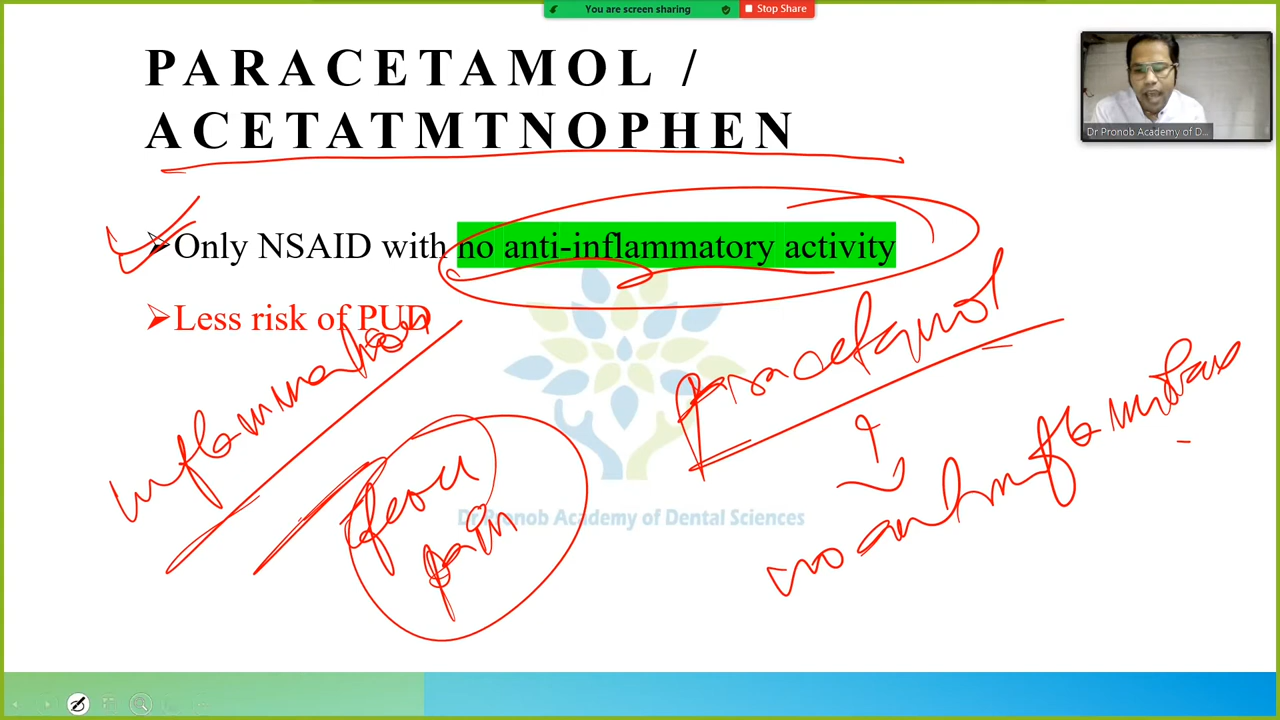 You are screen sharing
Stop Share
PARACETAMOL /
ACETATMTNOPHEN
Dr Pronob Academy of D...
Only NSAID with no anti-inflammatory activity
Less risk of PUD
inflammation
Paracetamol
fever
pain
no
Dr Pronob Academy of Dental Sciences